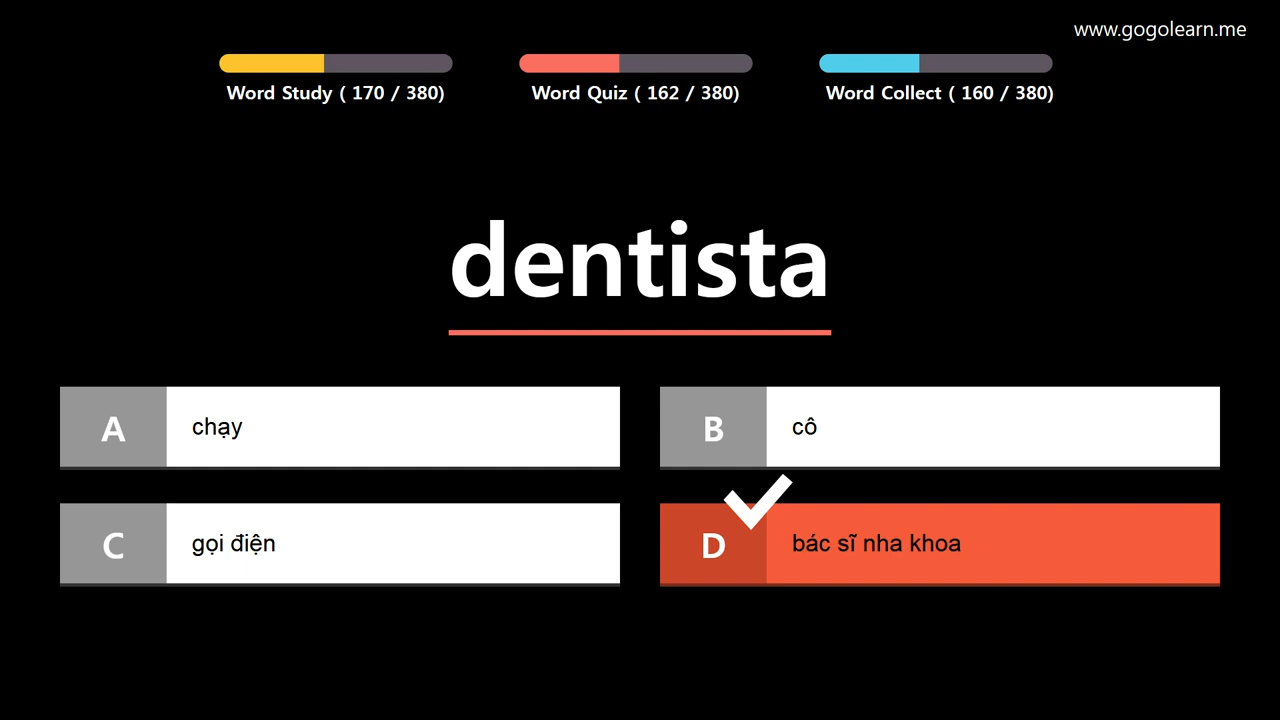 www.gogolearn.me
Word Study ( 170 / 380)
Word Quiz ( 162 / 380)
Word Collect ( 160 / 380)
dentista
A chạy
B cô
C gọi điện
D bác sĩ nha khoa